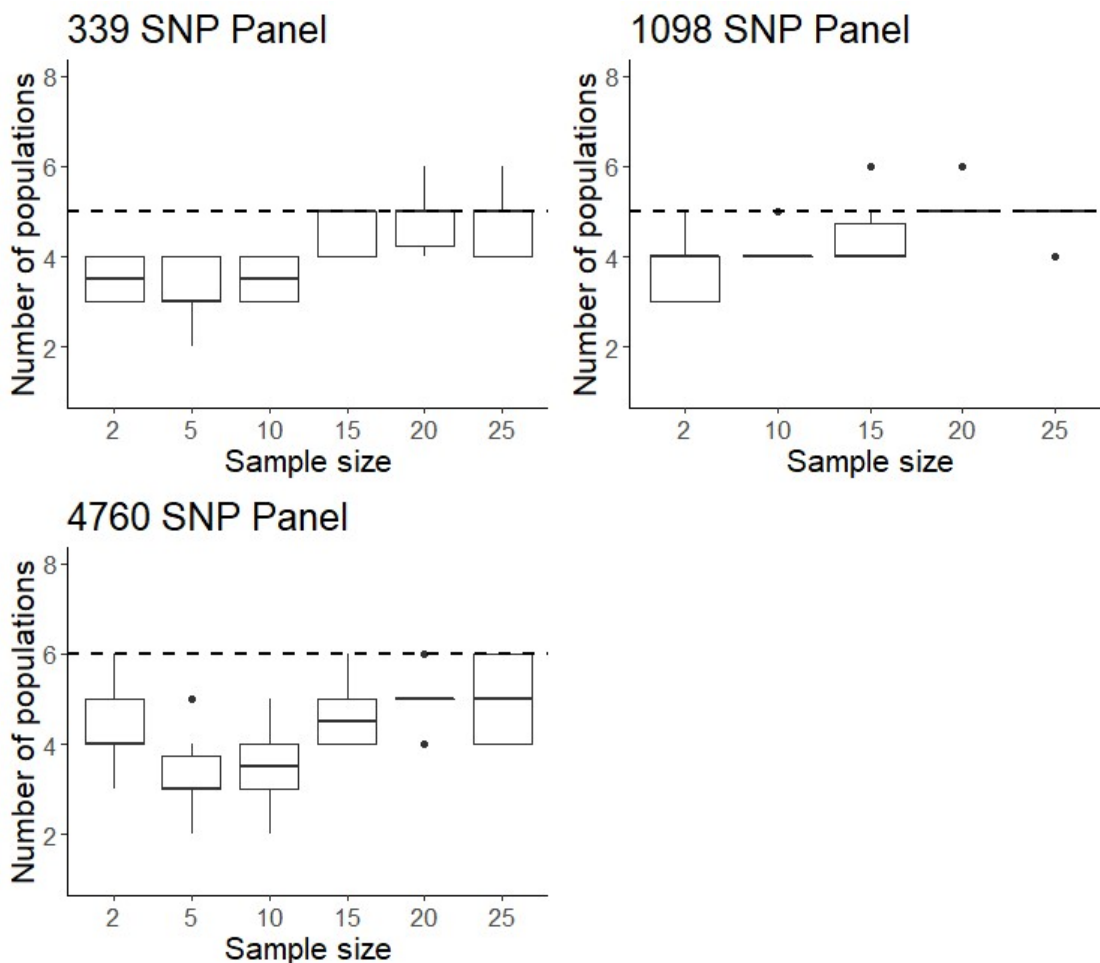 339 SNP Panel
Number of populations
8
6
4
2
2 5 10 15 20 25
Sample size
1098 SNP Panel
Number of populations
8
6
4
2
2 10 15 20 25
Sample size
4760 SNP Panel
Number of populations
8
6
4
2
2 5 10 15 20 25
Sample size